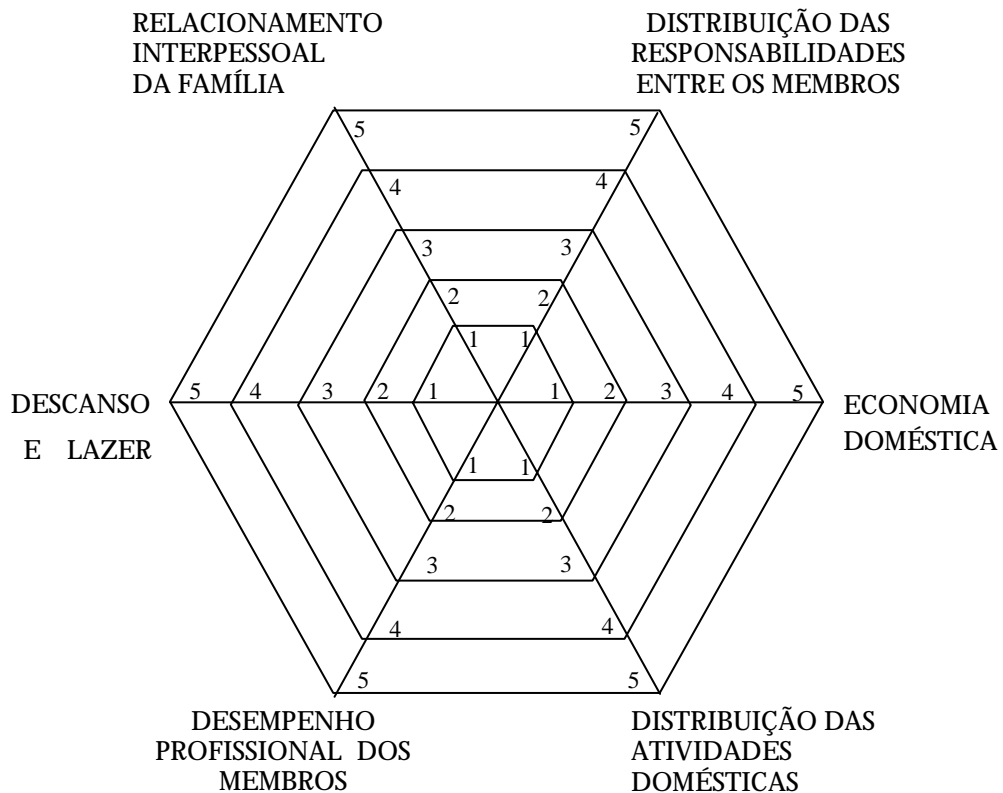 RELACIONAMENTO
INTERPESSOAL
DA FAMÍLIA
DISTRIBUIÇÃO DAS
RESPONSABILIDADES
ENTRE OS MEMBROS
5 5
4 4
3 3
2 2
1 1
DESCANSO
E LAZER
5 4 3 2 1 1 2 3 4 5
ECONOMIA
DOMÉSTICA
1 1
2 2
3 3
4 4
5 5
DESEMPENHO
PROFISSIONAL DOS
MEMBROS
DISTRIBUIÇÃO DAS
ATIVIDADES
DOMÉSTICAS